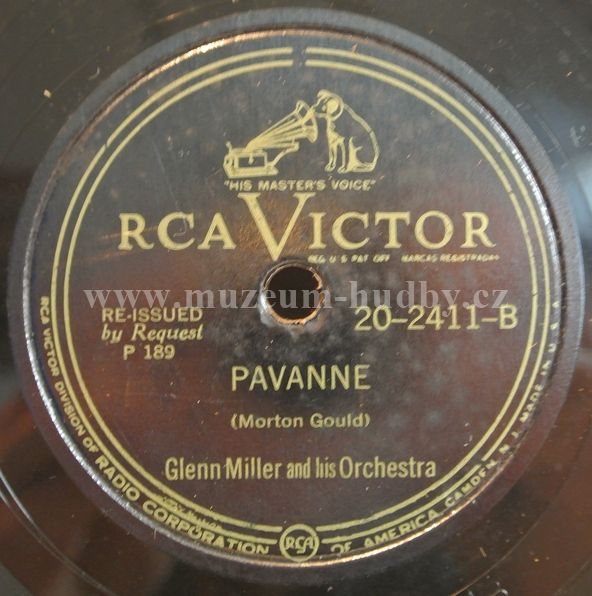 "HIS MASTER'S VOICE"
RCA VICTOR
REG. U S PAT OFF MARCAS REGISTRADAS
www.muzeum-hudby.cz
RE-ISSUED
by Request
P 189
20-2411-B
PAVANNE
(Morton Gould)
Glenn Miller and his Orchestra
RCA VICTOR DIVISION OF RADIO CORPORATION OF AMERICA, CAMDEN, N. J. MADE IN U. S. A.
RCA